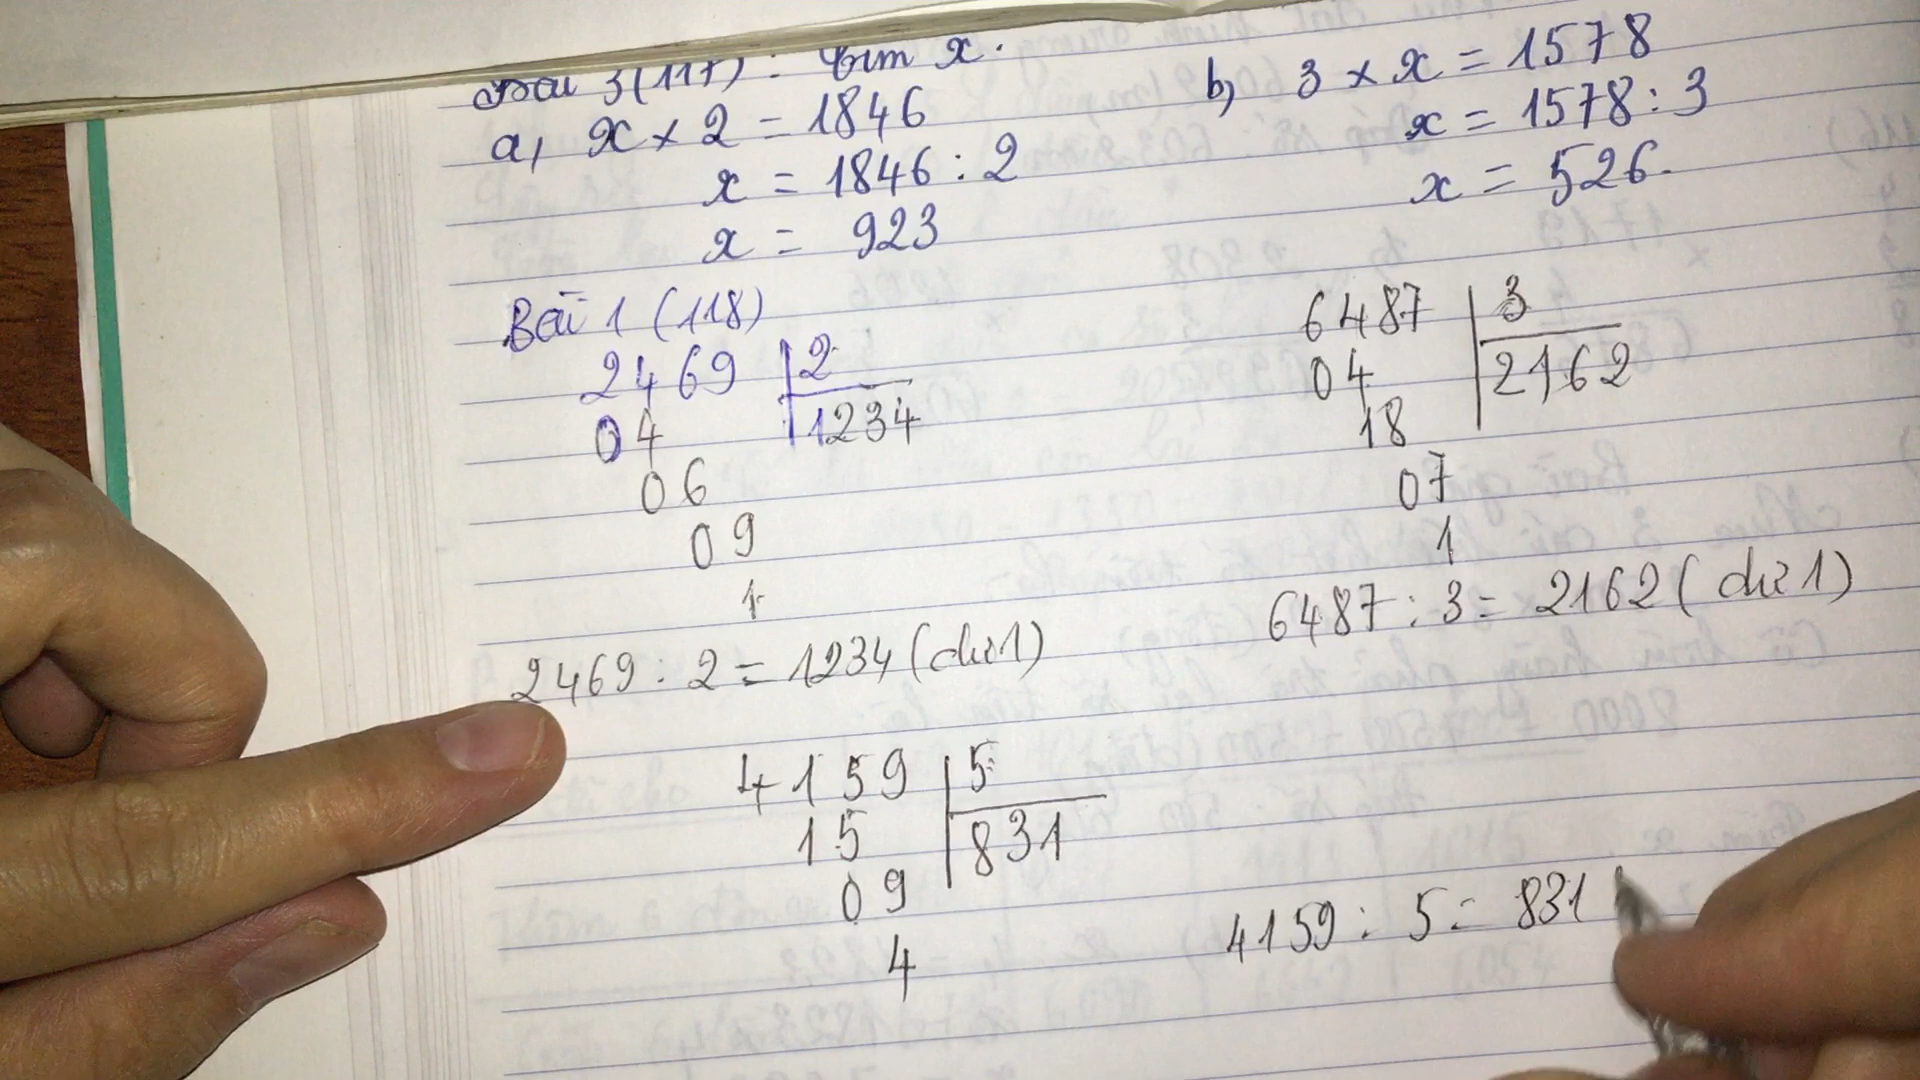 Bài 3 (117) : Tìm x.
a, x × 2 = 1846
x = 1846 : 2
x = 923
b, 3 × x = 1578
x = 1578 : 3
x = 526.
Bài 1 (118)
2469 2
04 1234
06
09
1
2469 : 2 = 1234 (dư 1)
6487 3
04 2162
18
07
1
6487 : 3 = 2162 (dư 1)
4159 5
15 831
09
4
4159 : 5 = 831